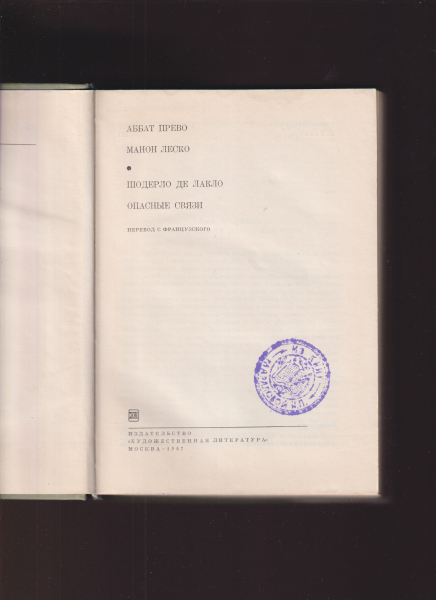 АББАТ ПРЕВО
МАНОН ЛЕСКО
ШОДЕРЛО ДЕ ЛАКЛО
ОПАСНЫЕ СВЯЗИ
ПЕРЕВОД С ФРАНЦУЗСКОГО
ИЗДАТЕЛЬСТВО
«ХУДОЖЕСТВЕННАЯ ЛИТЕРАТУРА»
МОСКВА · 1967